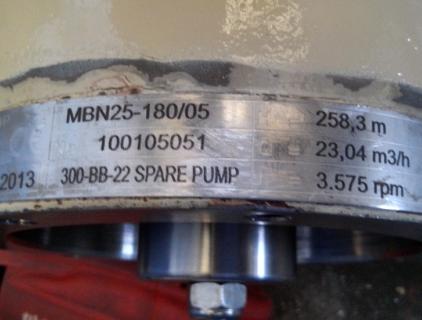 MBN25-180/05 258,3 m
100105051 23,04 m3/h
2013 300-BB-22 SPARE PUMP 3.575 rpm